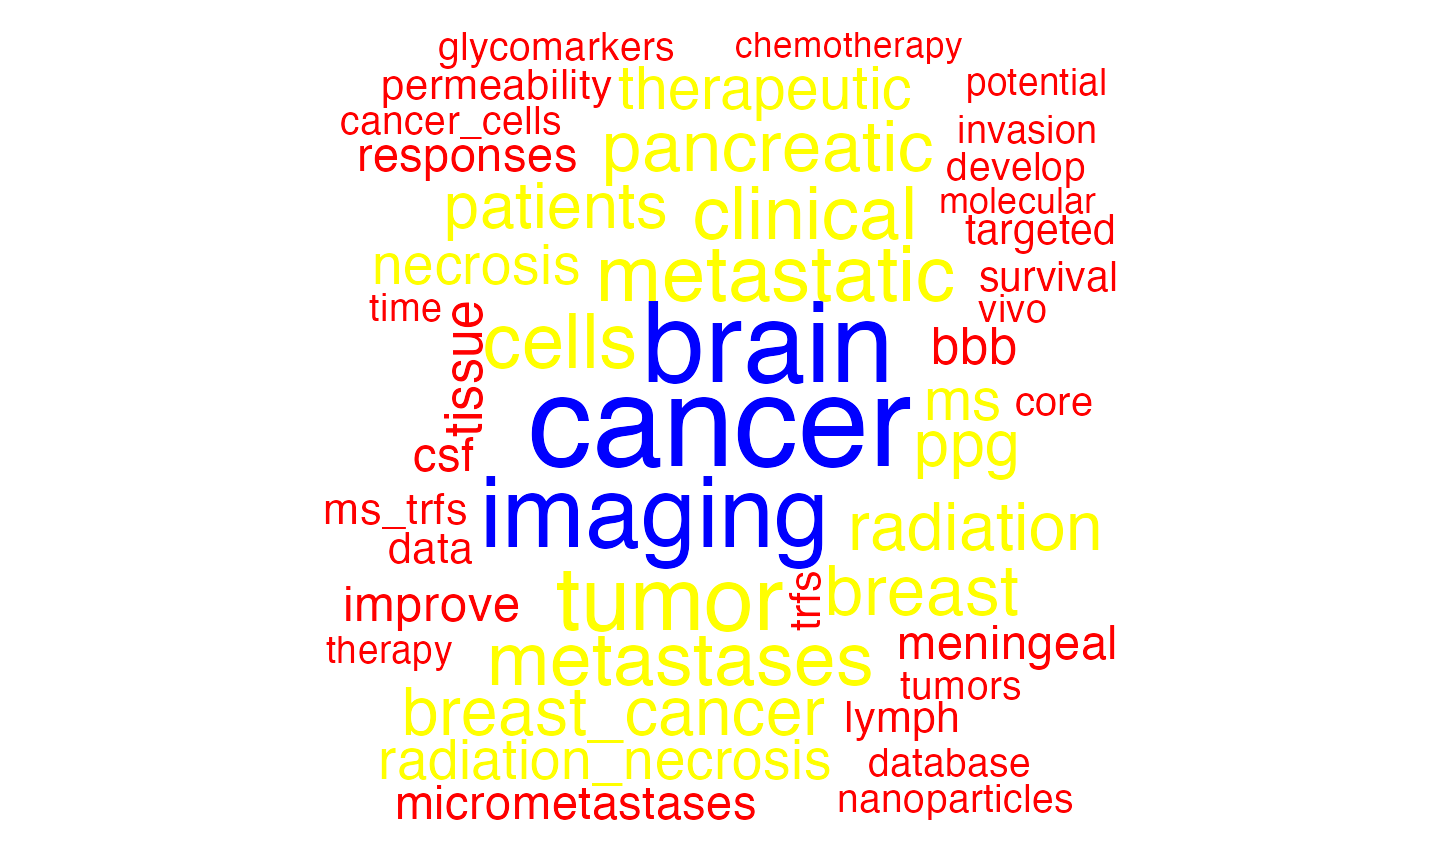 glycomarkers
chemotherapy
permeability
therapeutic
potential
cancer_cells
pancreatic
invasion
responses
develop
patients
clinical
molecular
targeted
necrosis
metastatic
survival
time
vivo
tissue
cells
brain
bbb
cancer
ms
core
csf
ppg
ms_trfs
imaging
radiation
data
improve
tumor
trfs
breast
therapy
metastases
meningeal
tumors
breast_cancer
lymph
radiation_necrosis
database
micrometastases
nanoparticles